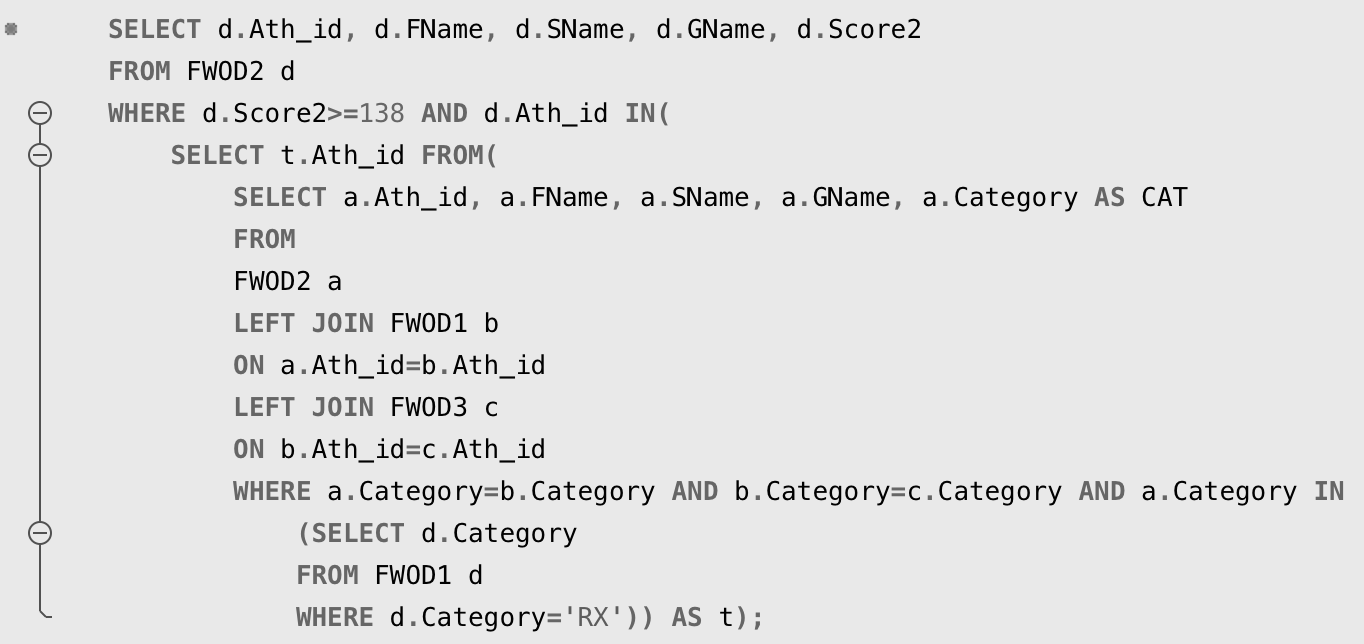 SELECT d.Ath_id, d.FName, d.SName, d.GName, d.Score2
FROM FWOD2 d
WHERE d.Score2>=138 AND d.Ath_id IN(
SELECT t.Ath_id FROM(
SELECT a.Ath_id, a.FName, a.SName, a.GName, a.Category AS CAT
FROM
FWOD2 a
LEFT JOIN FWOD1 b
ON a.Ath_id=b.Ath_id
LEFT JOIN FWOD3 c
ON b.Ath_id=c.Ath_id
WHERE a.Category=b.Category AND b.Category=c.Category AND a.Category IN
(SELECT d.Category
FROM FWOD1 d
WHERE d.Category='RX')) AS t);